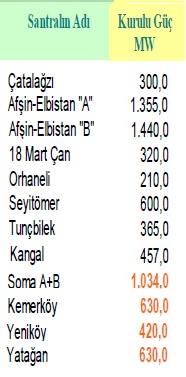 Santralın Adı Kurulu Güç
MW
Çatalağzı 300,0
Afşin-Elbistan "A" 1.355,0
Afşin-Elbistan "B" 1.440,0
18 Mart Çan 320,0
Orhaneli 210,0
Seyitömer 600,0
Tunçbilek 365,0
Kangal 457,0
Soma A+B 1.034,0
Kemerköy 630,0
Yeniköy 420,0
Yatağan 630,0